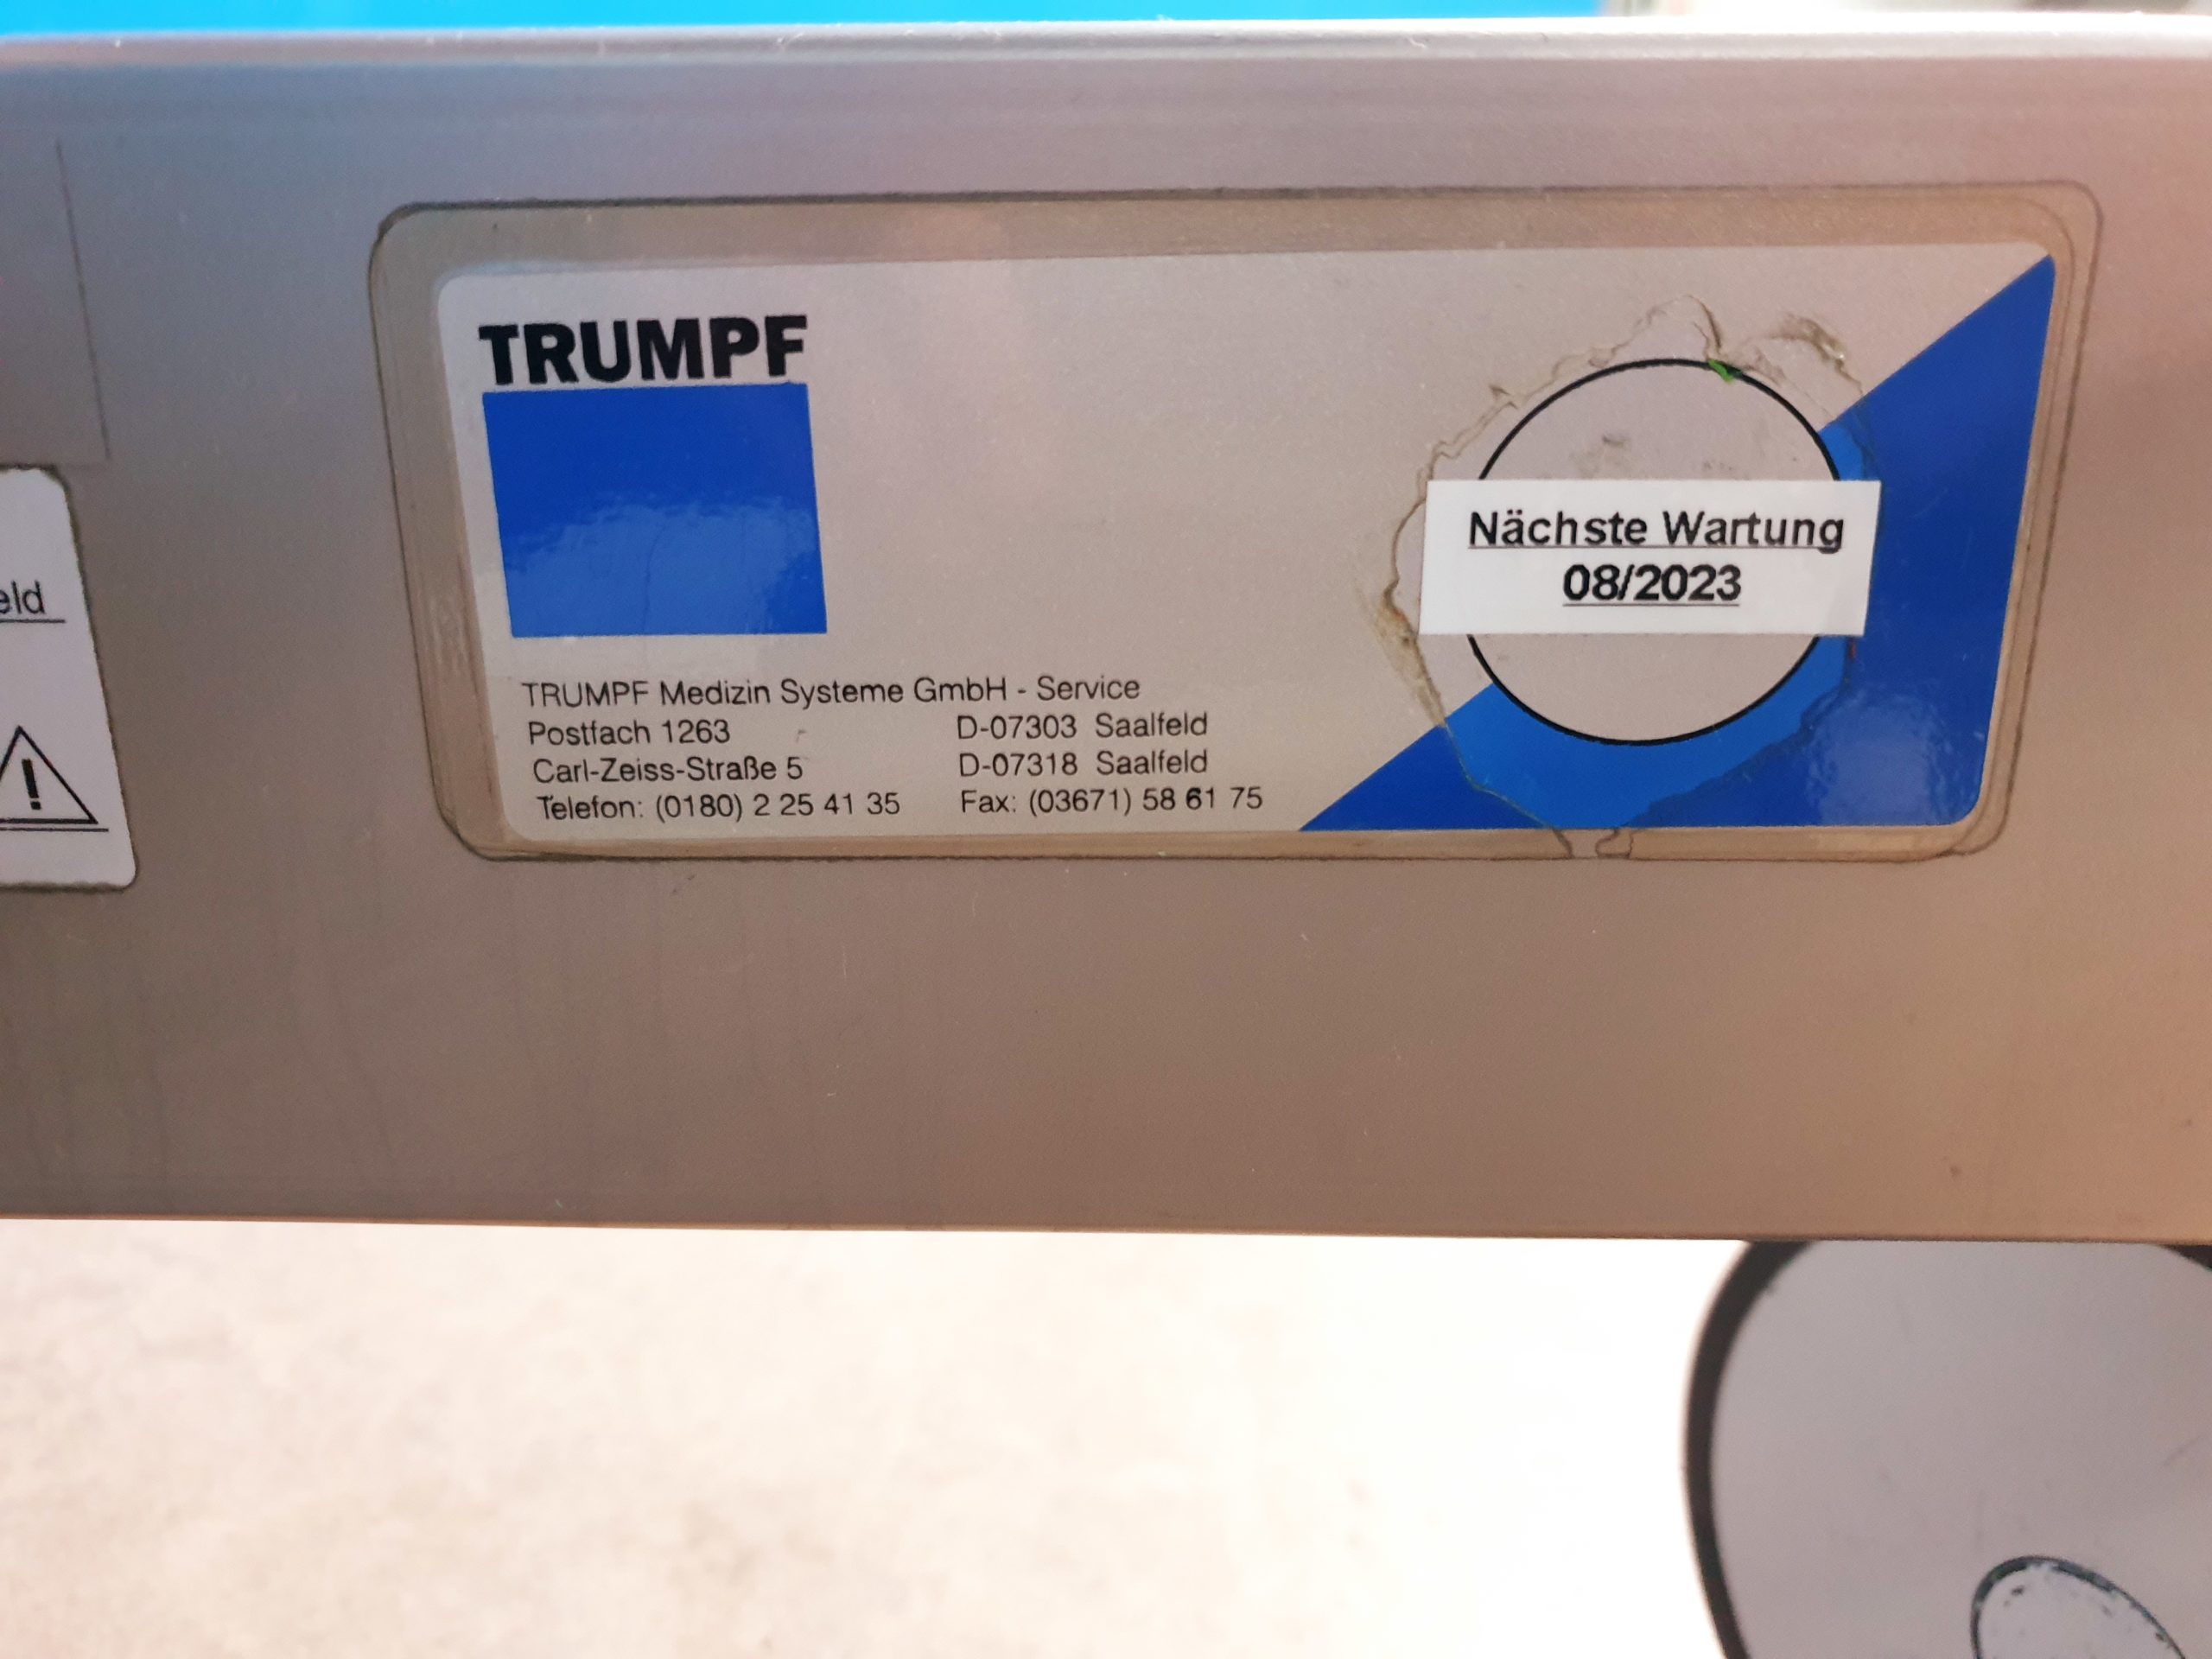 TRUMPF
Nächste Wartung
08/2023
TRUMPF Medizin Systeme GmbH - Service
Postfach 1263 D-07303 Saalfeld
Carl-Zeiss-Straße 5 D-07318 Saalfeld
Telefon: (0180) 2 25 41 35 Fax: (03671) 58 61 75
eld
!